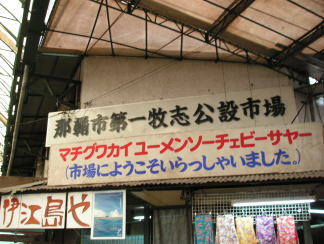 那覇市第一牧志公設市場
マチグワカイ ユーメンソーチェビーサヤー
(市場にようこそいらっしゃいました。)
伊江島や